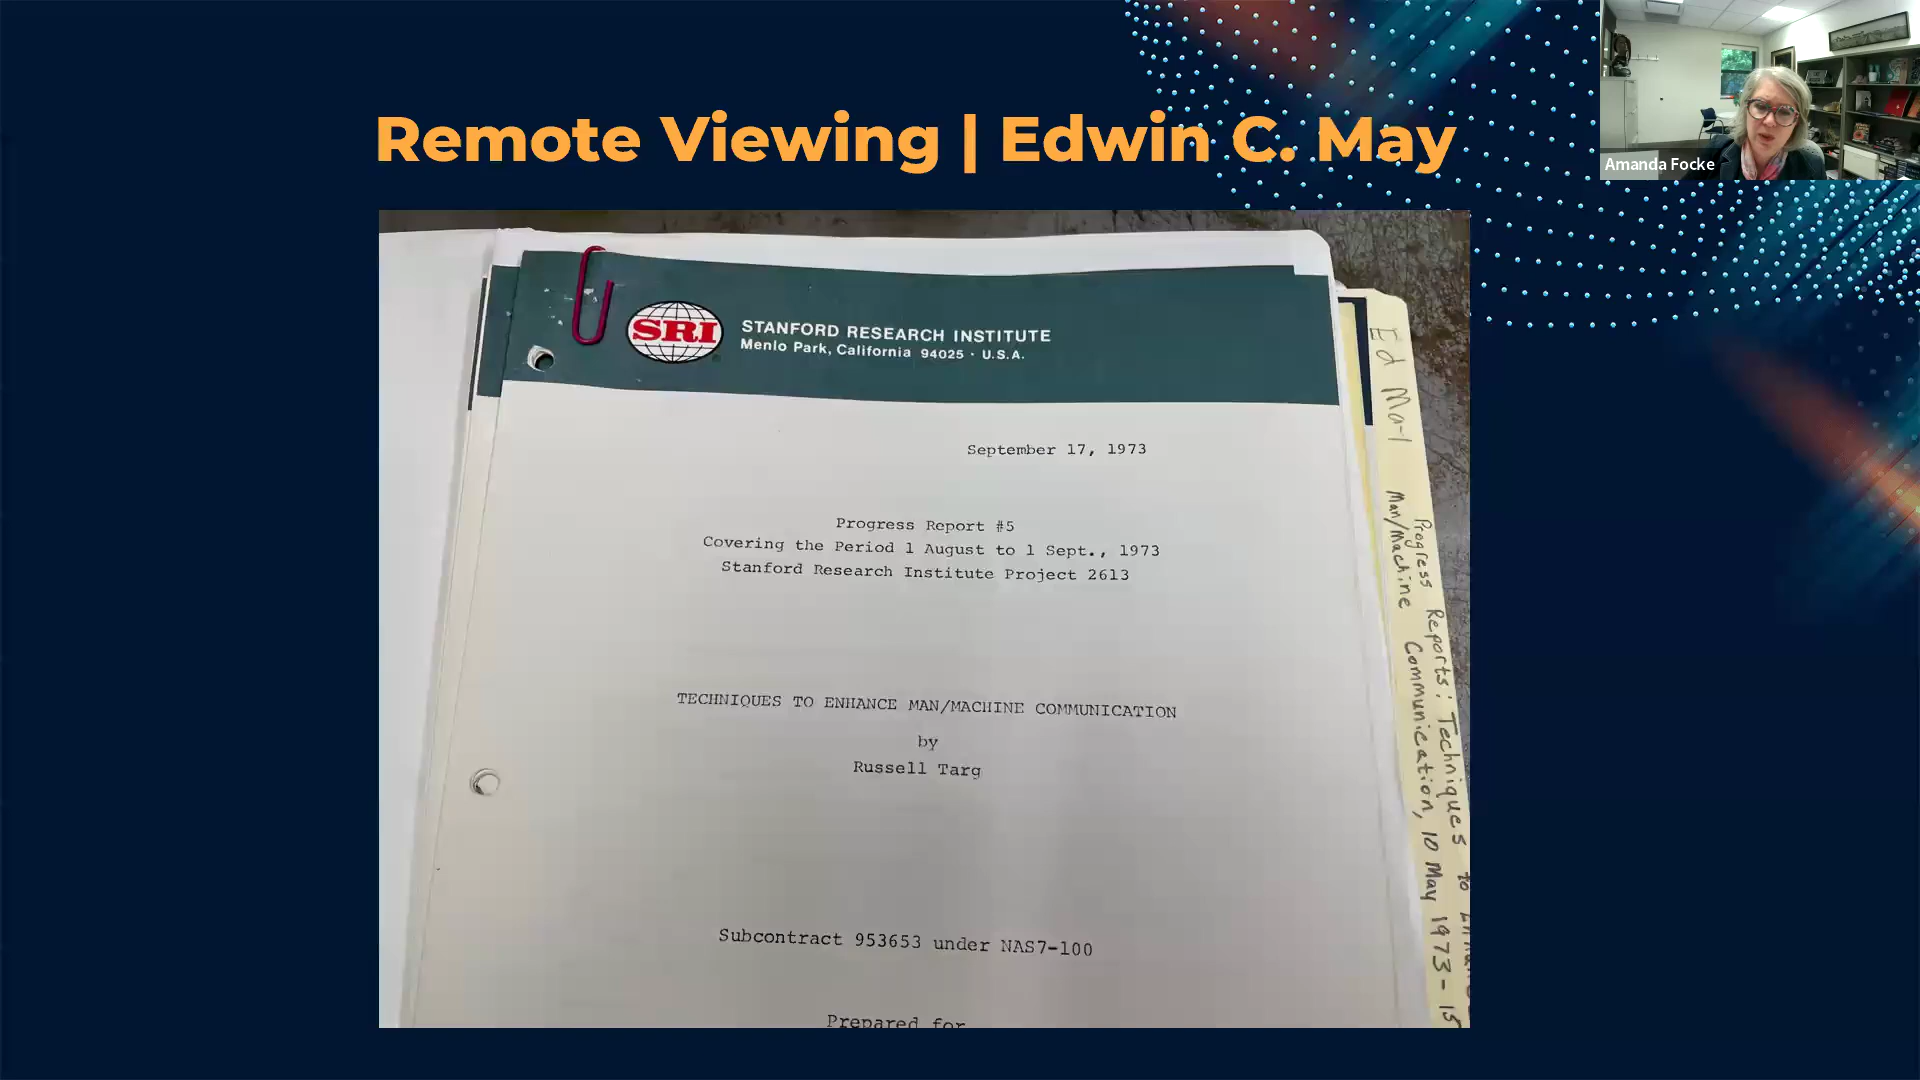 Remote Viewing | Edwin C. May
Amanda Focke
SRI
STANFORD RESEARCH INSTITUTE
Menlo Park, California 94025 · U.S.A.
September 17, 1973
Progress Report #5
Covering the Period 1 August to 1 Sept., 1973
Stanford Research Institute Project 2613
TECHNIQUES TO ENHANCE MAN/MACHINE COMMUNICATION
by
Russell Targ
Subcontract 953653 under NAS7-100
Prepared for
Ed May
Progress Reports: Techniques to
Man/Machine Communication, 10 May 1973 - 15